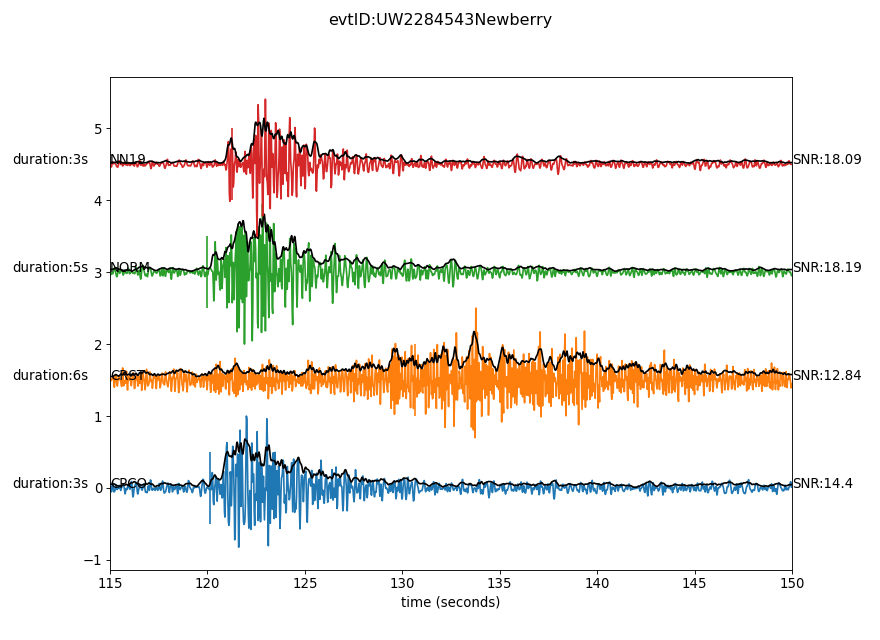 evtID:UW2284543Newberry
5
duration:3s NN19 SNR:18.09
4
duration:5s NORM SNR:18.19
3
2
duration:6s CRST SNR:12.84
1
duration:3s CPCO SNR:14.4
0
−1
115 120 125 130 135 140 145 150
time (seconds)